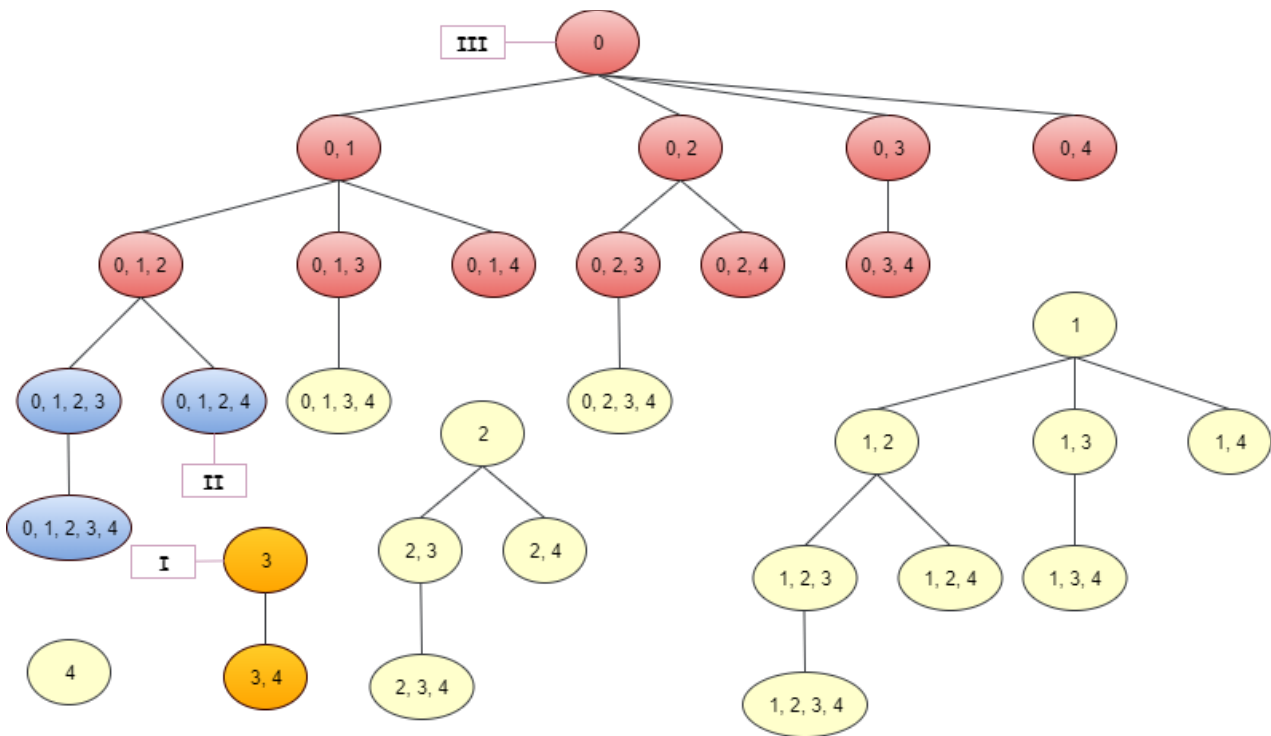 III
0
0, 1
0, 2
0, 3
0, 4
0, 1, 2
0, 1, 3
0, 1, 4
0, 2, 3
0, 2, 4
0, 3, 4
1
0, 1, 2, 3
0, 1, 2, 4
0, 1, 3, 4
0, 2, 3, 4
2
1, 2
1, 3
1, 4
II
0, 1, 2, 3, 4
I
3
2, 3
2, 4
1, 2, 3
1, 2, 4
1, 3, 4
4
3, 4
2, 3, 4
1, 2, 3, 4